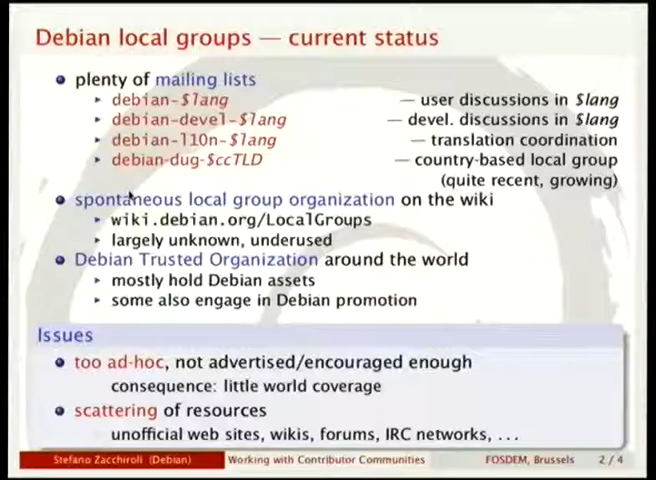 Debian local groups — current status
plenty of mailing lists
debian-$lang — user discussions in $lang
debian-devel-$lang — devel. discussions in $lang
debian-l10n-$lang — translation coordination
debian-dug-$ccTLD — country-based local group
(quite recent, growing)
spontaneous local group organization on the wiki
wiki.debian.org/LocalGroups
largely unknown, underused
Debian Trusted Organization around the world
mostly hold Debian assets
some also engage in Debian promotion
Issues
too ad-hoc, not advertised/encouraged enough
consequence: little world coverage
scattering of resources
unofficial web sites, wikis, forums, IRC networks, ...
Stefano Zacchiroli (Debian) Working with Contributor Communities FOSDEM, Brussels 2 / 4